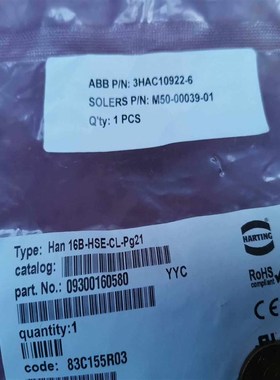 ABB P/N: 3HAC10922-6
SOLERS P/N: M50-00039-01
Q'ty: 1 PCS
Type: Han 16B-HSE-CL-Pg21
catalog:
part. No.: 09300160580
YYC
HARTING
RoHS
compliant
quantity:
1
code: 83C155R03